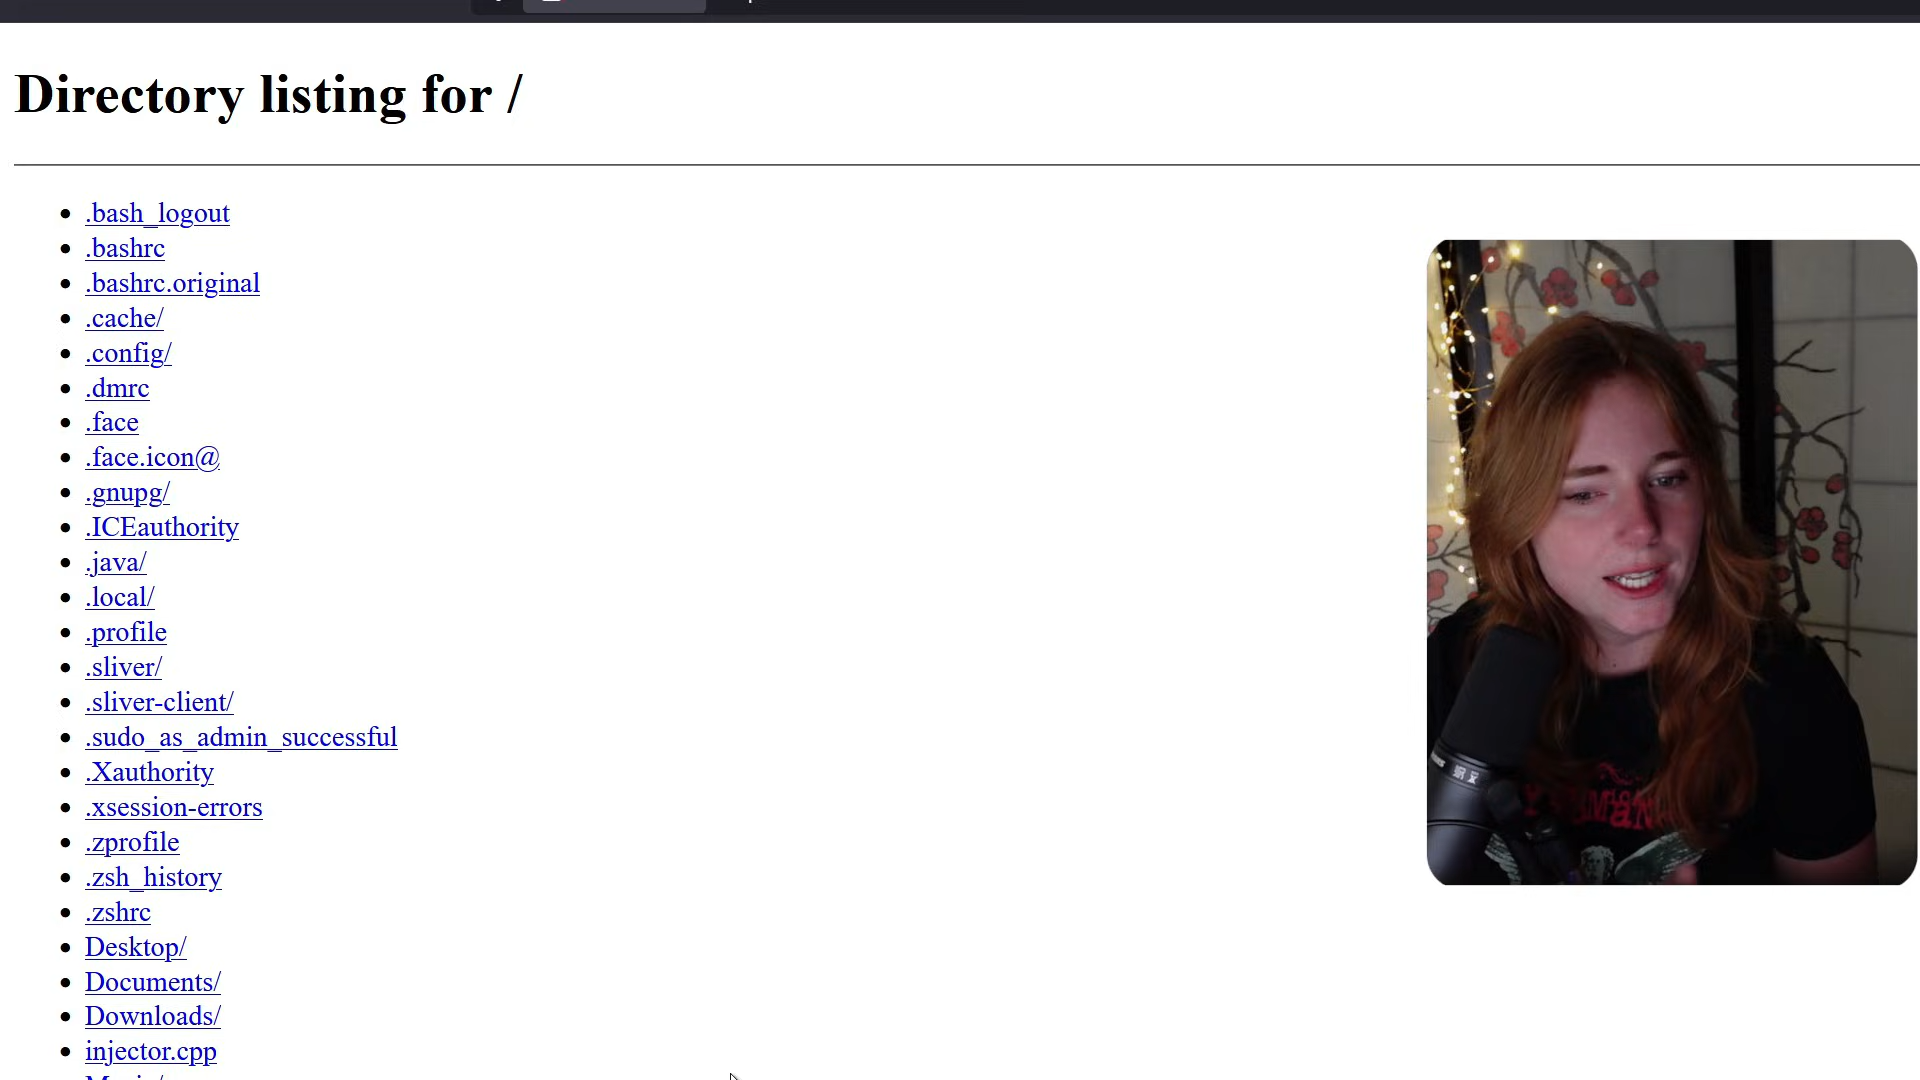 Directory listing for /
.bash_logout
.bashrc
.bashrc.original
.cache/
.config/
.dmrc
.face
.face.icon@
.gnupg/
.ICEauthority
.java/
.local/
.profile
.sliver/
.sliver-client/
.sudo_as_admin_successful
.Xauthority
.xsession-errors
.zprofile
.zsh_history
.zshrc
Desktop/
Documents/
Downloads/
injector.cpp